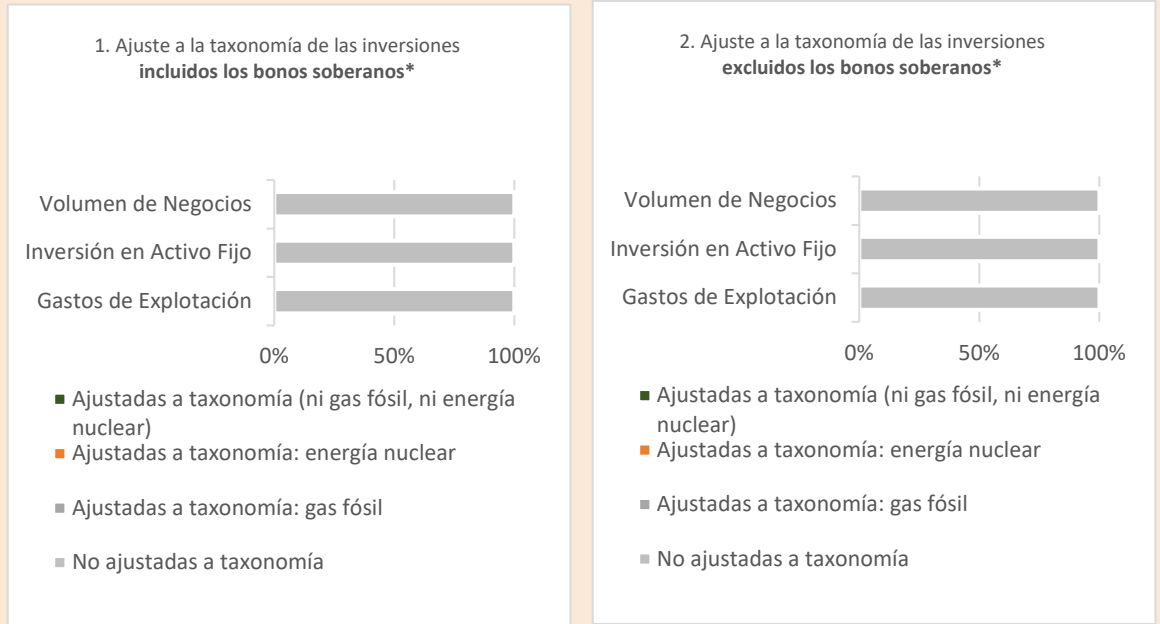 1. Ajuste a la taxonomía de las inversiones
incluidos los bonos soberanos*
Volumen de Negocios
Inversión en Activo Fijo
Gastos de Explotación
0% 50% 100%
■ Ajustadas a taxonomía (ni gas fósil, ni energía
nuclear)
■ Ajustadas a taxonomía: energía nuclear
■ Ajustadas a taxonomía: gas fósil
■ No ajustadas a taxonomía
2. Ajuste a la taxonomía de las inversiones
excluidos los bonos soberanos*
Volumen de Negocios
Inversión en Activo Fijo
Gastos de Explotación
0% 50% 100%
■ Ajustadas a taxonomía (ni gas fósil, ni energía
nuclear)
■ Ajustadas a taxonomía: energía nuclear
■ Ajustadas a taxonomía: gas fósil
■ No ajustadas a taxonomía